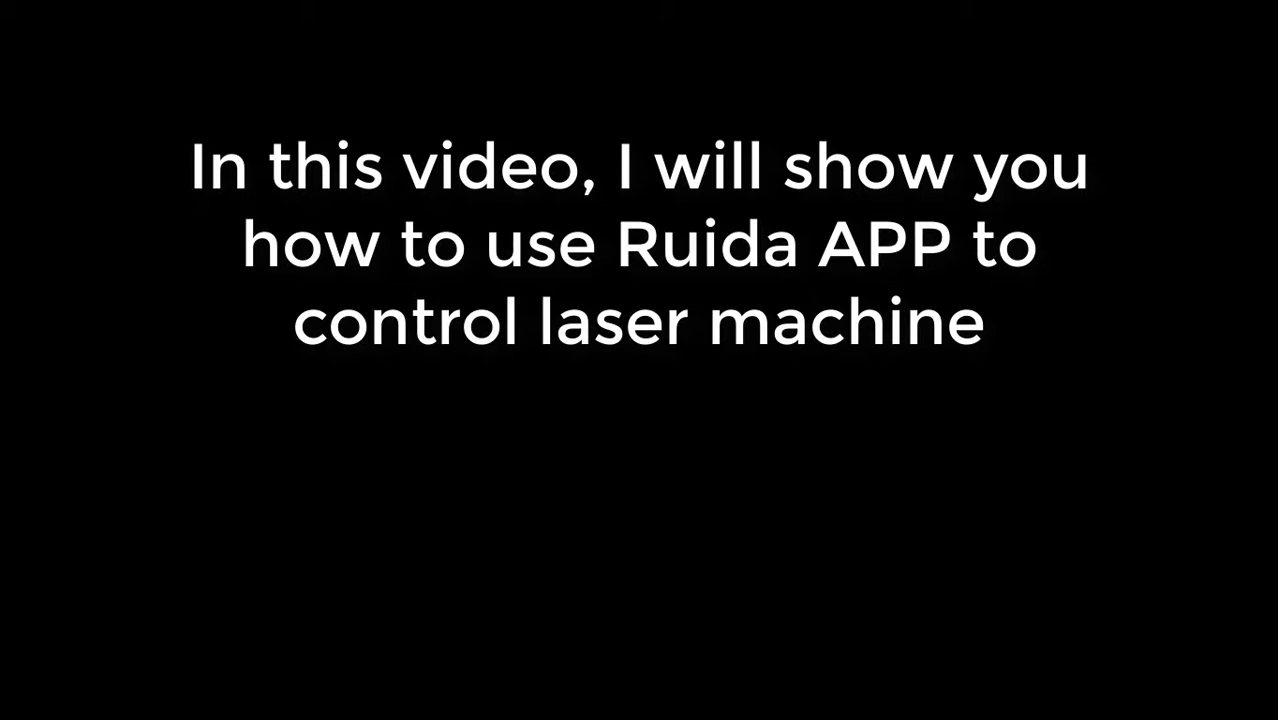 In this video, I will show you
how to use Ruida APP to
control laser machine